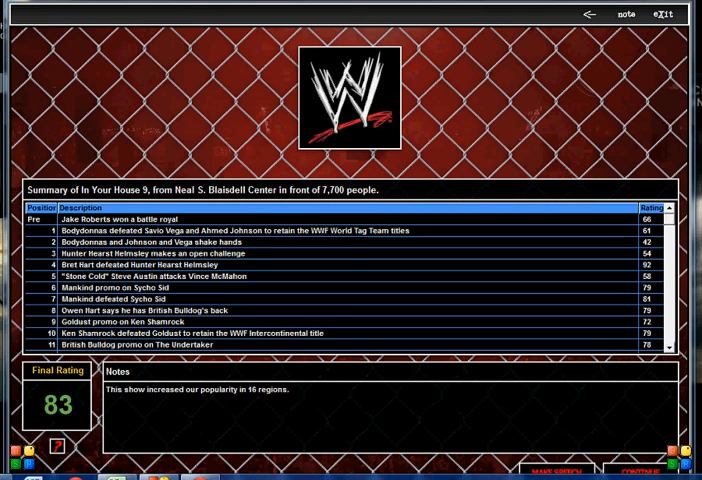 <- note eXit
W
Summary of In Your House 9, from Neal S. Blaisdell Center in front of 7,700 people.
Position Description Rating
Pre Jake Roberts won a battle royal 66
1 Bodydonnas defeated Savio Vega and Ahmed Johnson to retain the WWF World Tag Team titles 61
2 Bodydonnas and Johnson and Vega shake hands 42
3 Hunter Hearst Helmsley makes an open challenge 54
4 Bret Hart defeated Hunter Hearst Helmsley 92
5 "Stone Cold" Steve Austin attacks Vince McMahon 58
6 Mankind promo on Sycho Sid 79
7 Mankind defeated Sycho Sid 81
8 Owen Hart says he has British Bulldog's back 79
9 Goldust promo on Ken Shamrock 72
10 Ken Shamrock defeated Goldust to retain the WWF Intercontinental title 79
11 British Bulldog promo on The Undertaker 78
Final Rating
83
?
Notes
This show increased our popularity in 16 regions.
MAKE SPEECH CONTINUE